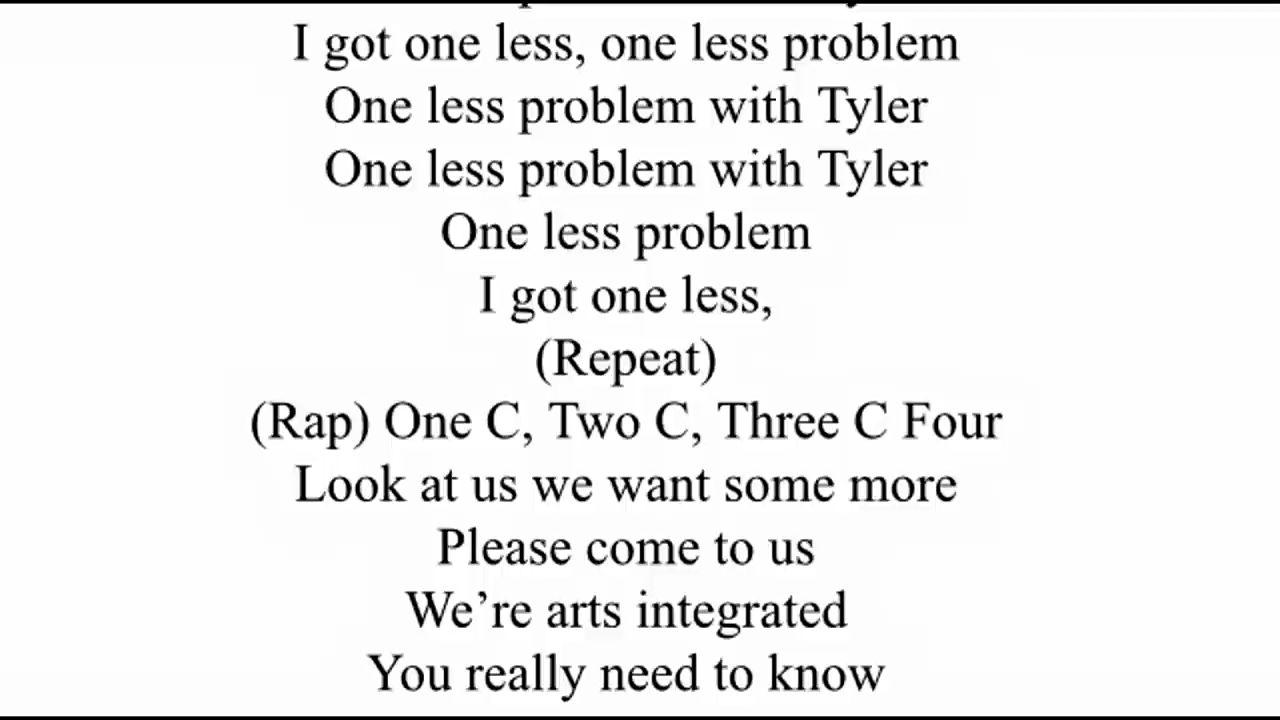 I got one less, one less problem
One less problem with Tyler
One less problem with Tyler
One less problem
I got one less,
(Repeat)
(Rap) One C, Two C, Three C Four
Look at us we want some more
Please come to us
We’re arts integrated
You really need to know